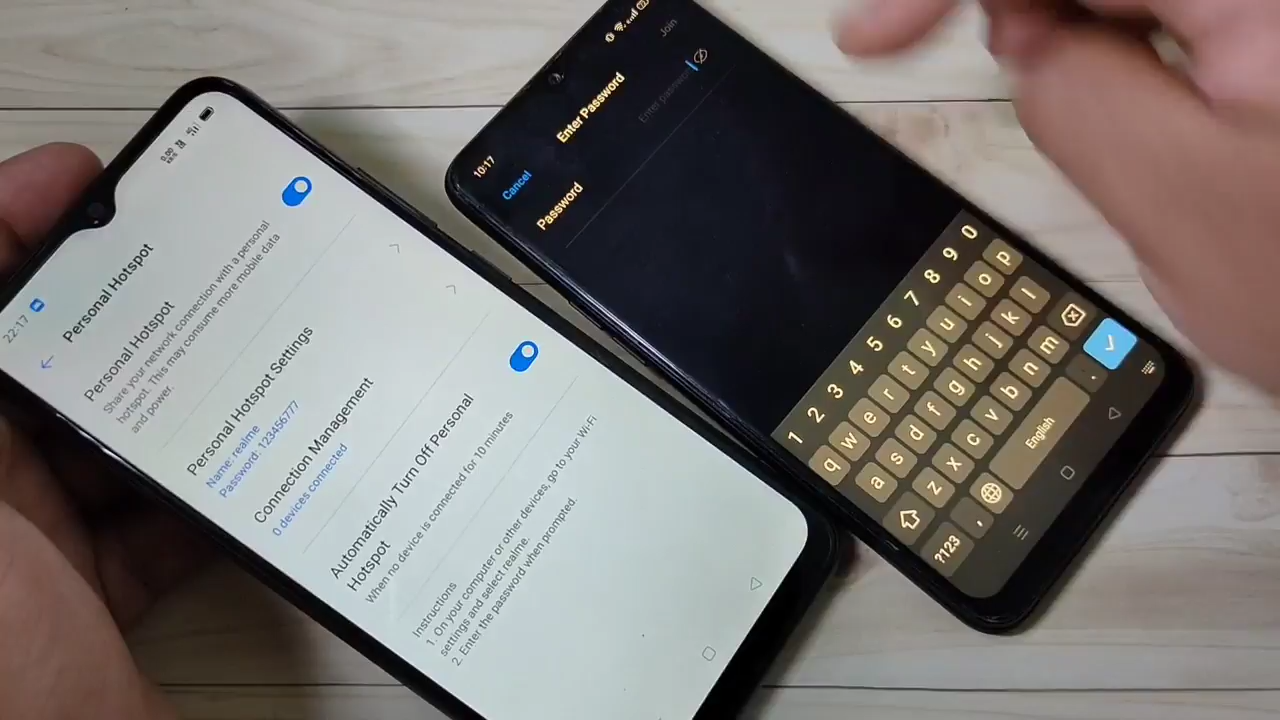 22:17
0.00
KB/s
Personal Hotspot
Personal Hotspot
Share your network connection with a personal
hotspot. This may consume more mobile data
and power.
Personal Hotspot Settings
Name: realme
Password: 123456777
Connection Management
0 devices connected
Automatically Turn Off Personal
Hotspot
When no device is connected for 10 minutes
Instructions
1. On your computer or other devices, go to your Wi-Fi
settings and select realme.
2. Enter the password when prompted.
10:17
Cancel
Enter Password
Join
Password
Enter password
1 2 3 4 5 6 7 8 9 0
q w e r t y u i o p
a s d f g h j k l
z x c v b n m
?123 , English .